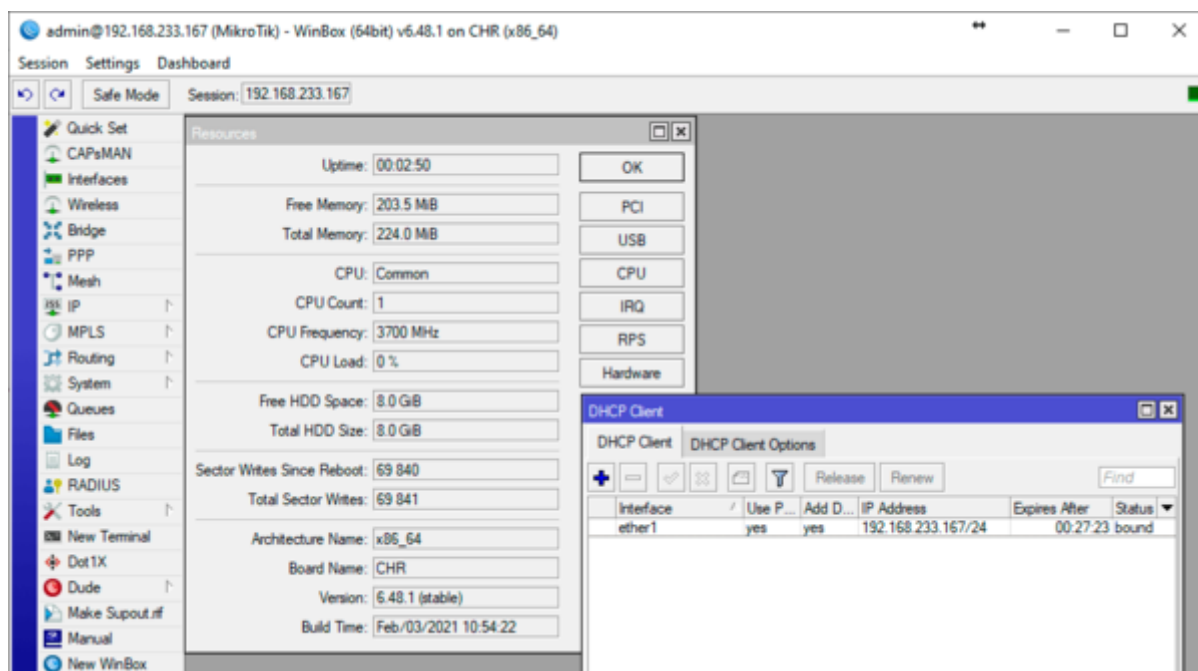 admin@192.168.233.167 (MikroTik) - WinBox (64bit) v6.48.1 on CHR (x86_64)
Session Settings Dashboard
Safe Mode Session: 192.168.233.167
Quick Set
CAPsMAN
Interfaces
Wireless
Bridge
PPP
Mesh
IP
MPLS
Routing
System
Queues
Files
Log
RADIUS
Tools
New Terminal
Dot1X
Dude
Make Supout.rif
Manual
New WinBox
Resources
Uptime: 00:02:50
Free Memory: 203.5 MiB
Total Memory: 224.0 MiB
CPU: Common
CPU Count: 1
CPU Frequency: 3700 MHz
CPU Load: 0 %
Free HDD Space: 8.0 GiB
Total HDD Size: 8.0 GiB
Sector Writes Since Reboot: 69 840
Total Sector Writes: 69 841
Architecture Name: x86_64
Board Name: CHR
Version: 6.48.1 (stable)
Build Time: Feb/03/2021 10:54:22
OK
PCI
USB
CPU
IRQ
RPS
Hardware
DHCP Client
DHCP Client DHCP Client Options
Release Renew Find
Interface Use P... Add D... IP Address Expires After Status
ether1 yes yes 192.168.233.167/24 00:27:23 bound